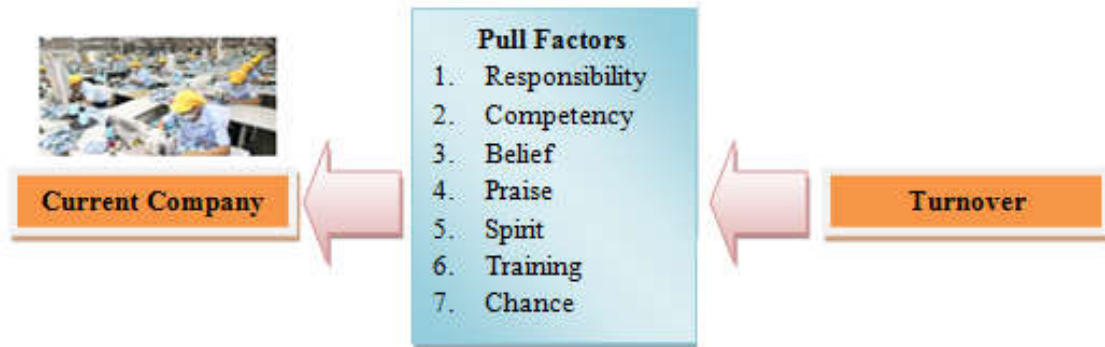 Pull Factors
1. Responsibility
2. Competency
3. Belief
4. Praise
5. Spirit
6. Training
7. Chance
Current Company
Turnover